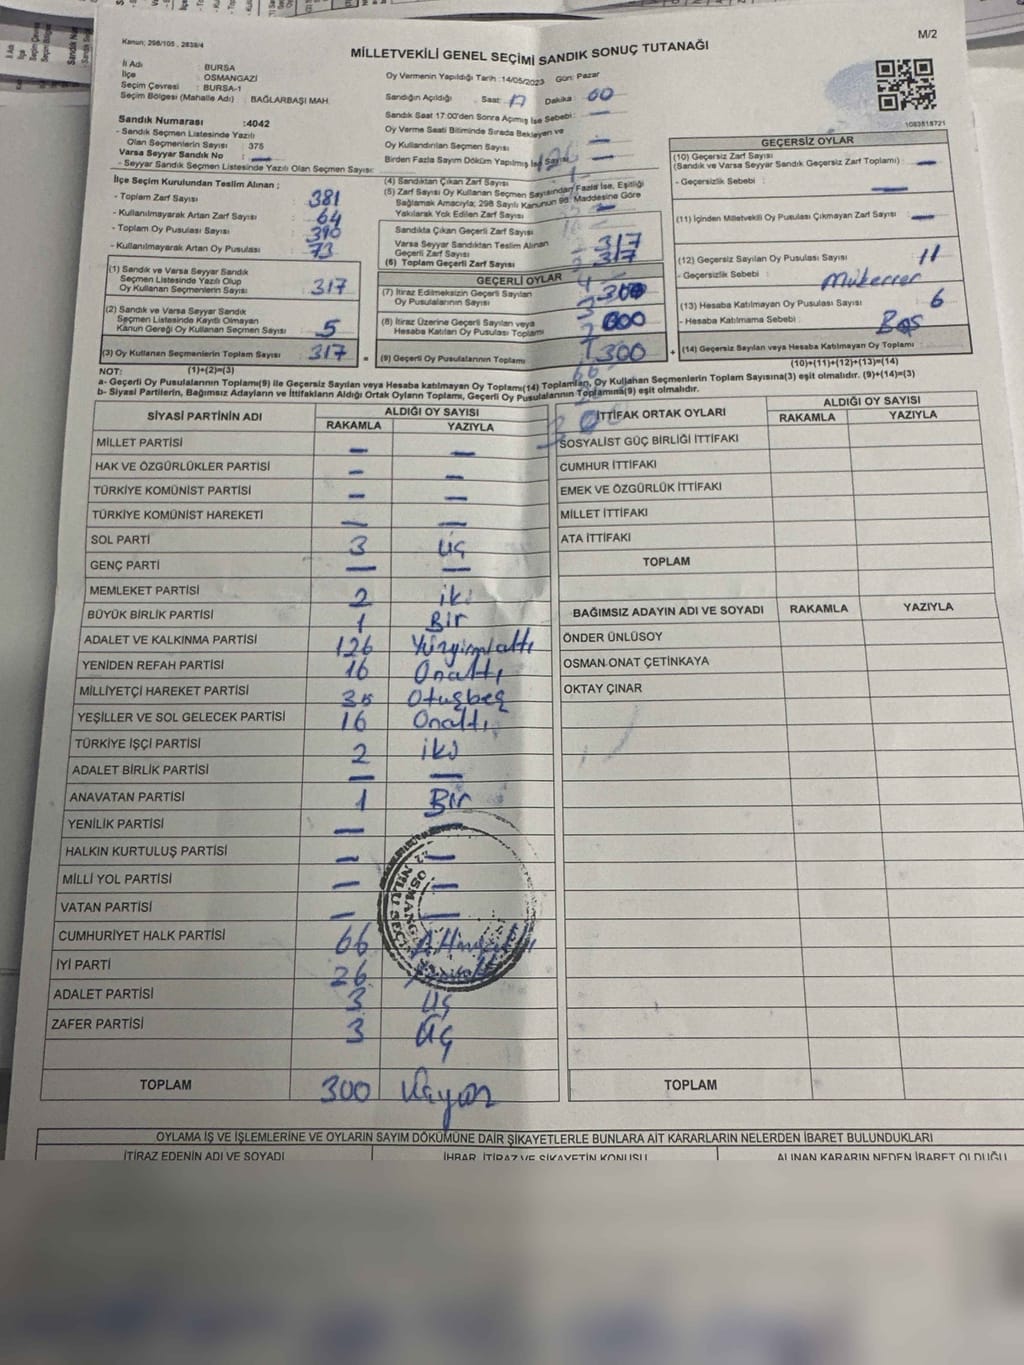 Kanun; 298/105 , 2839/4
MİLLETVEKİLİ GENEL SEÇİMİ SANDIK SONUÇ TUTANAĞI
M/2
İl Adı : BURSA
İlçe : OSMANGAZİ
Seçim Çevresi : BURSA-1
Seçim Bölgesi (Mahalle Adı) : BAĞLARBAŞI MAH.
Oy Vermenin Yapıldığı Tarih :14/05/2023 Gün: Pazar
Sandığın Açıldığı Saat: 17 Dakika: 00
Sandık Saat 17:00'den Sonra Açımış İse Sebebi: —
Oy Verme Saati Bitiminde Sırada Bekleyen ve
Oy Kullandırılan Seçmen Sayısı —
Birden Fazla Sayım Döküm Yapılmış İse Sayısı —
1083818721
Sandık Numarası :4042
- Sandık Seçmen Listesinde Yazılı
Olan Seçmenlerin Sayısı : 375
Varsa Seyyar Sandık No : —
- Seyyar Sandık Seçmen Listesinde Yazılı Olan Seçmen Sayısı:
İlçe Seçim Kurulundan Teslim Alınan ;
- Toplam Zarf Sayısı : 381
- Kullanılmayarak Artan Zarf Sayısı : 64
- Toplam Oy Pusulası Sayısı : 390
- Kullanılmayarak Artan Oy Pusulası : 73
(1) Sandık ve Varsa Seyyar Sandık
Seçmen Listesinde Yazılı Olup
Oy Kullanan Seçmenlerin Sayısı : 317
(2) Sandık ve Varsa Seyyar Sandık
Seçmen Listesinde Kayıtlı Olmayan
Kanun Gereği Oy Kullanan Seçmen Sayısı : 5
(3) Oy Kullanan Seçmenlerin Toplam Sayısı : 317
(4) Sandıktan Çıkan Zarf Sayısı
(5) Zarf Sayısı Oy Kullanan Seçmen Sayısından Fazla İse, Eşitliği
Sağlamak Amacıyla; 298 Sayılı Kanunun 98. Maddesine Göre
Yakılarak Yok Edilen Zarf Sayısı
Sandıkta Çıkan Geçerli Zarf Sayısı : 317
Varsa Seyyar Sandıktan Teslim Alınan
Geçerli Zarf Sayısı
(6) Toplam Geçerli Zarf Sayısı 317
GEÇERLİ OYLAR
(7) İtiraz Edilmeksizin Geçerli Sayılan
Oy Pusulalarının Sayısı 300
(8) İtiraz Üzerine Geçerli Sayılan veya
Hesaba Katılan Oy Pusulası Toplamı 000
= (9) Geçerli Oy Pusulalarının Toplamı 300
GEÇERSİZ OYLAR
(10) Geçersiz Zarf Sayısı
(Sandık ve Varsa Seyyar Sandık Geçersiz Zarf Toplamı) —
- Geçersizlik Sebebi : —
(11) İçinden Milletvekili Oy Pusulası Çıkmayan Zarf Sayısı : —
(12) Geçersiz Sayılan Oy Pusulası Sayısı : 11
- Geçersizlik Sebebi : Mükerrer
(13) Hesaba Katılmayan Oy Pusulası Sayısı : 6
- Hesaba Katılmama Sebebi : Boş
+ (14) Geçersiz Sayılan veya Hesaba Katılmayan Oy Toplamı :
NOT: (1)+(2)=(3)
(10)+(11)+(12)+(13)=(14)
a- Geçerli Oy Pusulalarının Toplamı(9) ile Geçersiz Sayılan veya Hesaba katılmayan Oy Toplamı(14) Toplamları, Oy Kullanan Seçmenlerin Toplam Sayısına(3) eşit olmalıdır. (9)+(14)=(3)
b- Siyasi Partilerin, Bağımsız Adayların ve İttifakların Aldığı Ortak Oyların Toplamı, Geçerli Oy Pusulalarının Toplamına(9) eşit olmalıdır.
SİYASİ PARTİNİN ADI ALDIĞI OY SAYISI
RAKAMLA YAZIYLA
MİLLET PARTİSİ — —
HAK VE ÖZGÜRLÜKLER PARTİSİ — —
TÜRKİYE KOMÜNİST PARTİSİ — —
TÜRKİYE KOMÜNİST HAREKETİ — —
SOL PARTİ 3 üç
GENÇ PARTİ — —
MEMLEKET PARTİSİ 2 iki
BÜYÜK BİRLİK PARTİSİ 1 Bir
ADALET VE KALKINMA PARTİSİ 126 Yüzyirmialtı
YENİDEN REFAH PARTİSİ 16 Onaltı
MİLLİYETÇİ HAREKET PARTİSİ 35 Otuzbeş
YEŞİLLER VE SOL GELECEK PARTİSİ 16 Onaltı
TÜRKİYE İŞÇİ PARTİSİ 2 iki
ADALET BİRLİK PARTİSİ — —
ANAVATAN PARTİSİ 1 Bir
YENİLİK PARTİSİ — —
HALKIN KURTULUŞ PARTİSİ — —
MİLLİ YOL PARTİSİ — —
VATAN PARTİSİ — —
CUMHURİYET HALK PARTİSİ 66
İYİ PARTİ 26
ADALET PARTİSİ 3 üç
ZAFER PARTİSİ 3 üç
TOPLAM 300 üçyüz
İTTİFAK ORTAK OYLARI ALDIĞI OY SAYISI
RAKAMLA YAZIYLA
SOSYALİST GÜÇ BİRLİĞİ İTTİFAKI
CUMHUR İTTİFAKI
EMEK VE ÖZGÜRLÜK İTTİFAKI
MİLLET İTTİFAKI
ATA İTTİFAKI
TOPLAM
BAĞIMSIZ ADAYIN ADI VE SOYADI RAKAMLA YAZIYLA
ÖNDER ÜNLÜSOY
OSMAN ONAT ÇETİNKAYA
OKTAY ÇINAR
TOPLAM
OYLAMA İŞ VE İŞLEMLERİNE VE OYLARIN SAYIM DÖKÜMÜNE DAİR ŞİKAYETLERLE BUNLARA AİT KARARLARIN NELERDEN İBARET BULUNDUKLARI
İTİRAZ EDENİN ADI VE SOYADI İHBAR, İTİRAZ VE ŞİKAYETİN KONUSU ALINAN KARARIN NEDEN İBARET OLDUĞU